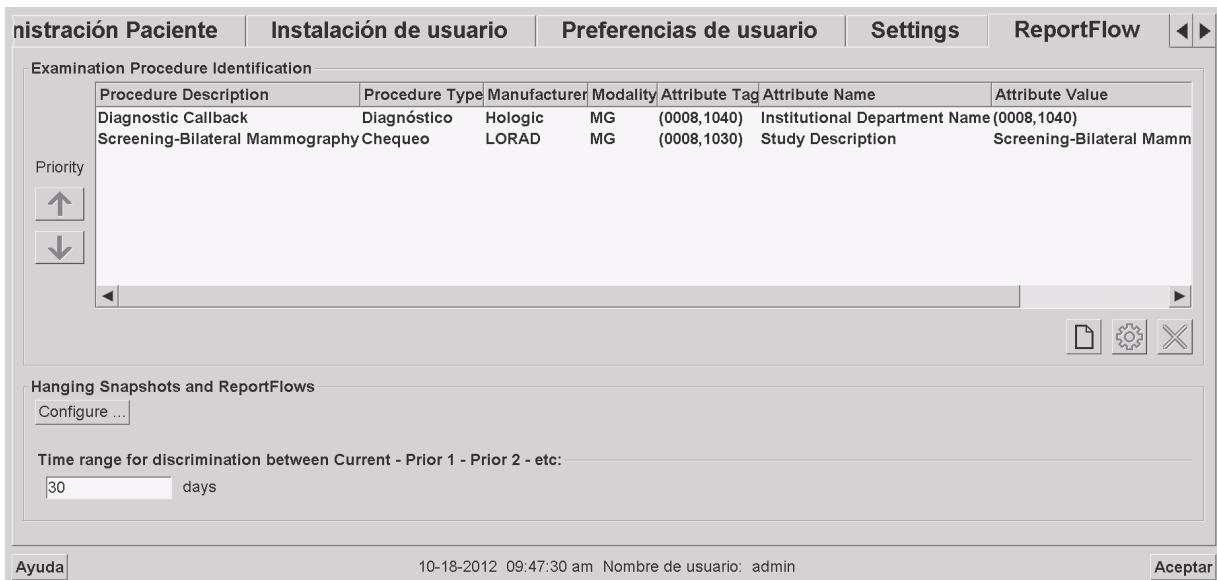 nistración Paciente Instalación de usuario Preferencias de usuario Settings ReportFlow
Examination Procedure Identification
Procedure Description Procedure Type Manufacturer Modality Attribute Tag Attribute Name Attribute Value
Diagnostic Callback Diagnóstico Hologic MG (0008,1040) Institutional Department Name (0008,1040)
Screening-Bilateral Mammography Chequeo LORAD MG (0008,1030) Study Description Screening-Bilateral Mamm
Priority
Hanging Snapshots and ReportFlows
Configure ...
Time range for discrimination between Current - Prior 1 - Prior 2 - etc:
30 days
Ayuda 10-18-2012 09:47:30 am Nombre de usuario: admin Aceptar